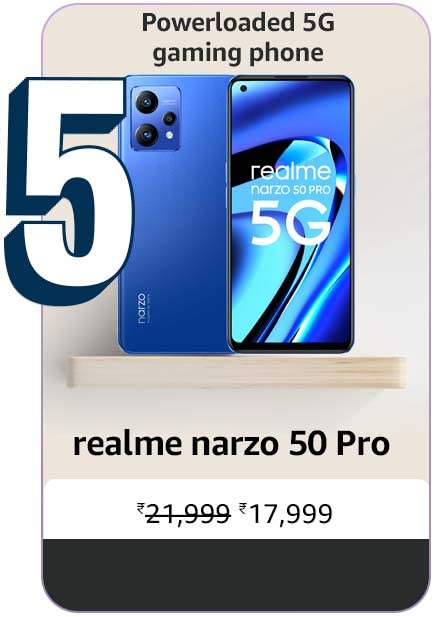 Powerloaded 5G
gaming phone
5
realme
narzo 50 PRO
5G
narzo
realme narzo 50 Pro
₹21,999 ₹17,999